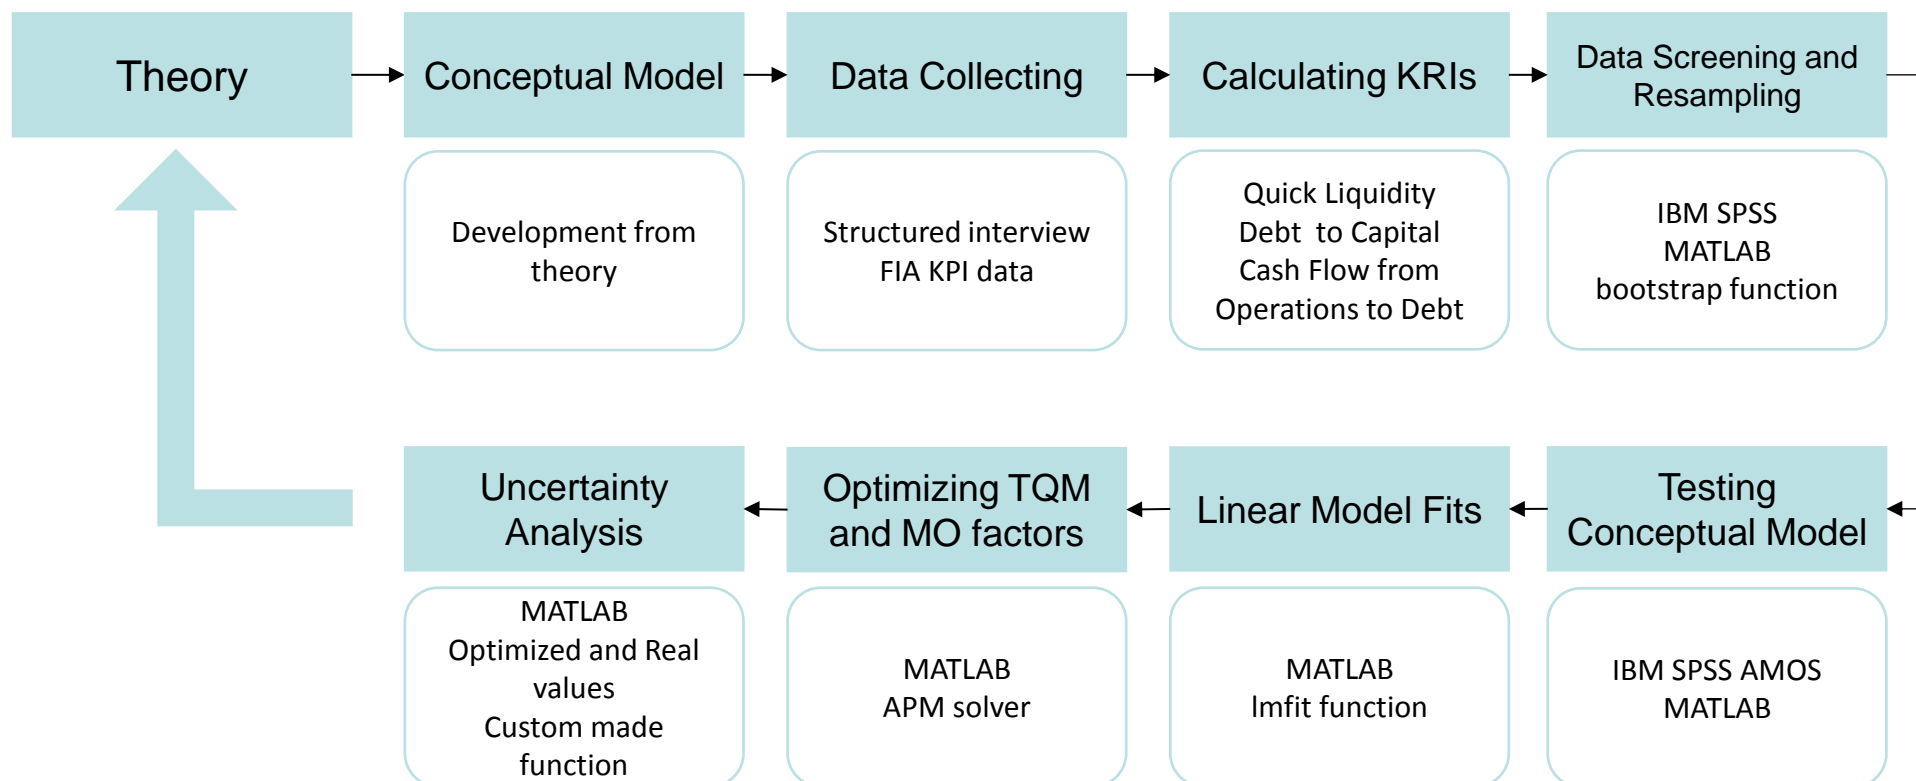 Theory
Conceptual Model
Data Collecting
Calculating KRIs
Data Screening and
Resampling
Development from
theory
Structured interview
FIA KPI data
Quick Liquidity
Debt  to Capital
Cash Flow from
Operations to Debt
IBM SPSS
MATLAB
bootstrap function
Uncertainty
Analysis
Optimizing TQM
and MO factors
Linear Model Fits
Testing
Conceptual Model
MATLAB
Optimized and Real
values
Custom made
function
MATLAB
APM solver
MATLAB
lmfit function
IBM SPSS AMOS
MATLAB